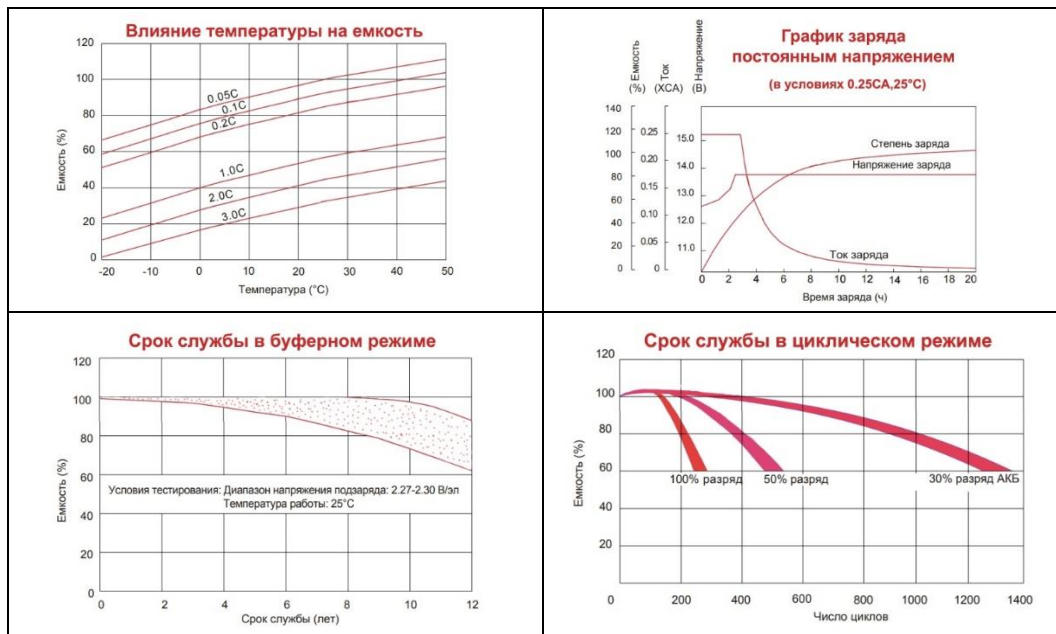 Влияние температуры на емкость
120
100
80
60
40
20
0
Емкость (%)
0.05C
0.1C
0.2C
1.0C
2.0C
3.0C
-20
-10
0
10
20
30
40
50
Температура (°C)
График заряда
постоянным напряжением
(в условиях 0.25CA,25°C)
Емкость
(%)
Ток
(XCA)
Напряжение
(В)
140
120
100
80
60
40
20
0
0.25
0.20
0.15
0.10
0.05
0
15.0
14.0
13.0
12.0
11.0
Степень заряда
Напряжение заряда
Ток заряда
0 2 4 6 8 10 12 14 16 18 20
Время заряда (ч)
Срок службы в буферном режиме
120
100
80
60
40
20
0
Емкость (%)
Условия тестирования: Диапазон напряжения подзаряда: 2.27-2.30 В/эл
Температура работы: 25°C
0 2 4 6 8 10 12
Срок службы (лет)
Срок службы в циклическом режиме
120
100
80
60
40
20
Емкость (%)
100% разряд
50% разряд
30% разряд АКБ
0 200 400 600 800 1000 1200 1400
Число циклов